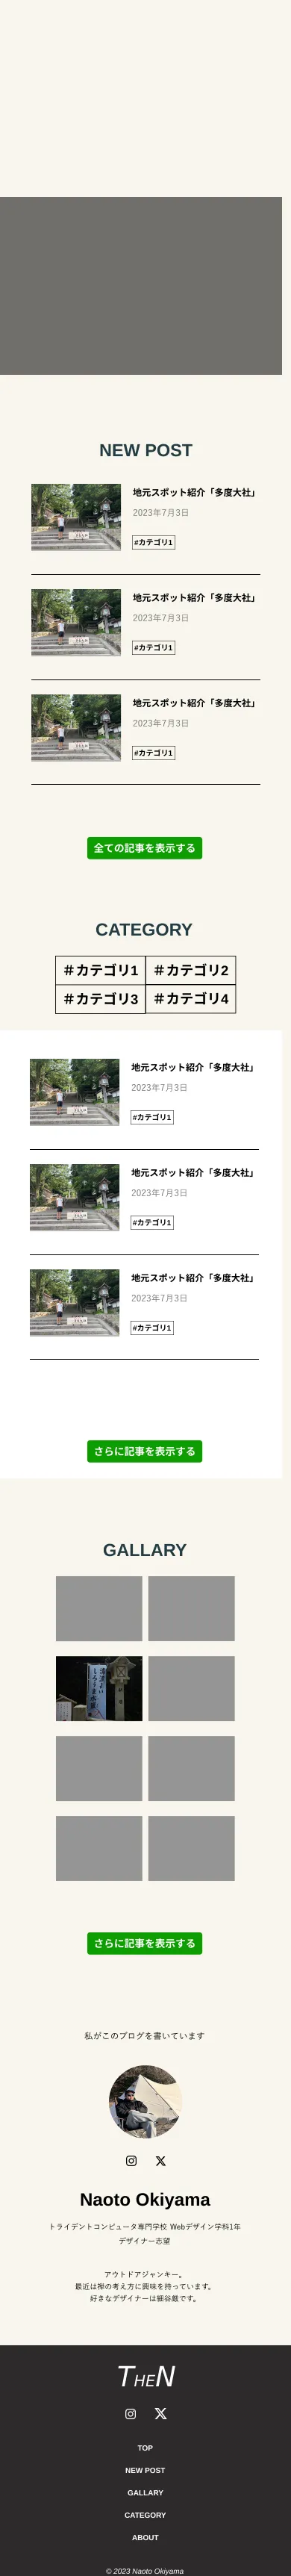 NEW POST
地元スポット紹介「多度大社」
2023年7月3日
#カテゴリ1
地元スポット紹介「多度大社」
2023年7月3日
#カテゴリ1
地元スポット紹介「多度大社」
2023年7月3日
#カテゴリ1
全ての記事を表示する
CATEGORY
＃カテゴリ1 ＃カテゴリ2
＃カテゴリ3 ＃カテゴリ4
地元スポット紹介「多度大社」
2023年7月3日
#カテゴリ1
地元スポット紹介「多度大社」
2023年7月3日
#カテゴリ1
地元スポット紹介「多度大社」
2023年7月3日
#カテゴリ1
さらに記事を表示する
GALLARY
さらに記事を表示する
私がこのブログを書いています
Naoto Okiyama
トライデントコンピュータ専門学校 Webデザイン学科1年
デザイナー志望
アウトドアジャンキー。
最近は禅の考え方に興味を持っています。
好きなデザイナーは細谷巖です。
THEN
TOP
NEW POST
GALLARY
CATEGORY
ABOUT
© 2023 Naoto Okiyama